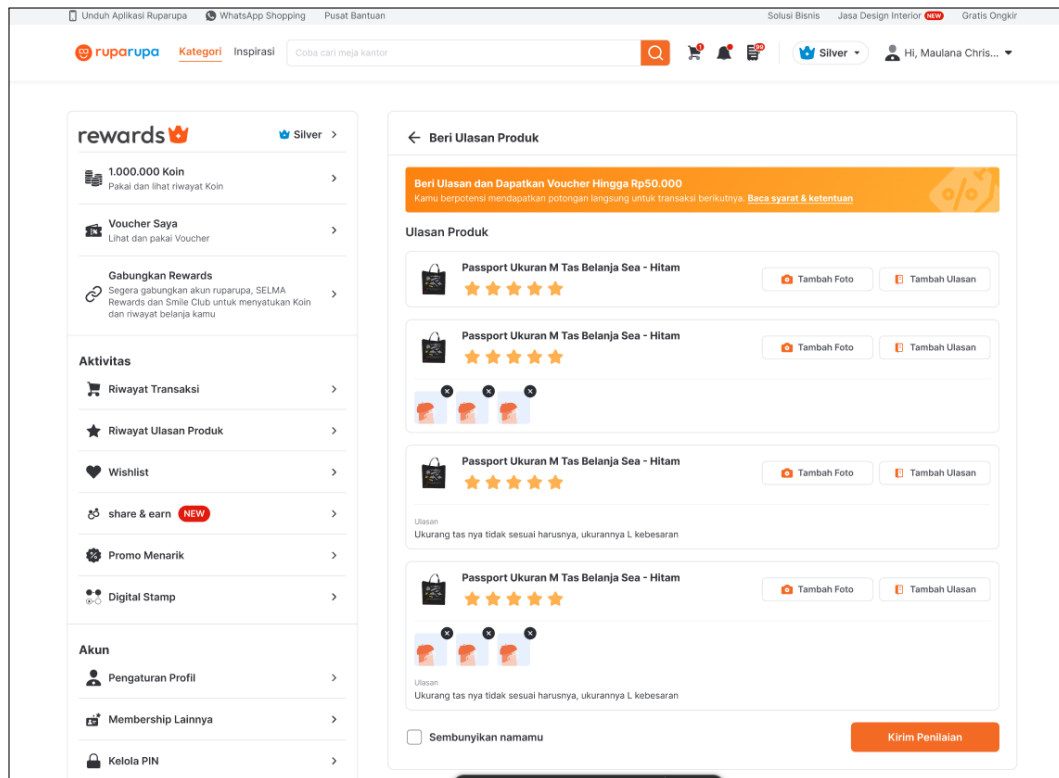 Unduh Aplikasi Ruparupa WhatsApp Shopping Pusat Bantuan Solusi Bisnis Jasa Design Interior NEW Gratis Ongkir
ruparupa Kategori Inspirasi Coba cari meja kantor 9 99 Silver Hi, Maulana Chris...
rewards Silver
1.000.000 Koin
Pakai dan lihat riwayat Koin
Voucher Saya
Lihat dan pakai Voucher
Gabungkan Rewards
Segera gabungkan akun ruparupa, SELMA
Rewards dan Smile Club untuk menyatukan Koin
dan riwayat belanja kamu
Aktivitas
Riwayat Transaksi
Riwayat Ulasan Produk
Wishlist
share & earn NEW
Promo Menarik
Digital Stamp
Akun
Pengaturan Profil
Membership Lainnya
Kelola PIN
Beri Ulasan Produk
Beri Ulasan dan Dapatkan Voucher Hingga Rp50.000
Kamu berpotensi mendapatkan potongan langsung untuk transaksi berikutnya. Baca syarat & ketentuan
Ulasan Produk
Passport Ukuran M Tas Belanja Sea - Hitam
Tambah Foto Tambah Ulasan
Passport Ukuran M Tas Belanja Sea - Hitam
Tambah Foto Tambah Ulasan
Passport Ukuran M Tas Belanja Sea - Hitam
Tambah Foto Tambah Ulasan
Ulasan
Ukurang tas nya tidak sesuai harusnya, ukurannya L kebesaran
Passport Ukuran M Tas Belanja Sea - Hitam
Tambah Foto Tambah Ulasan
Ulasan
Ukurang tas nya tidak sesuai harusnya, ukurannya L kebesaran
Sembunyikan namamu Kirim Penilaian